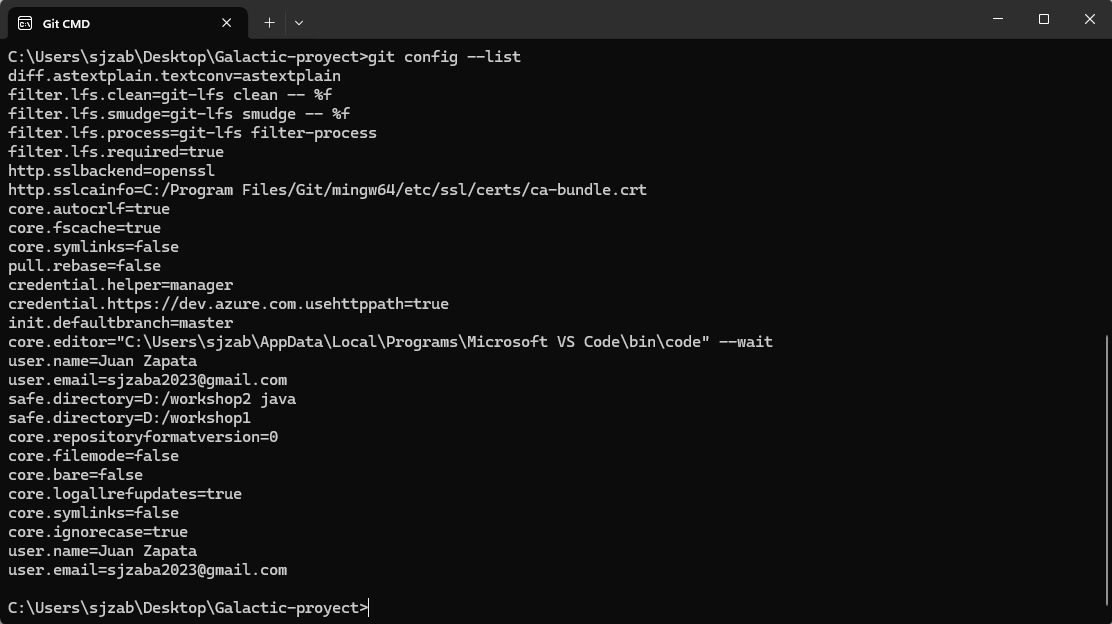 Git CMD
C:\Users\sjzab\Desktop\Galactic-proyect>git config --list
diff.astextplain.textconv=astextplain
filter.lfs.clean=git-lfs clean -- %f
filter.lfs.smudge=git-lfs smudge -- %f
filter.lfs.process=git-lfs filter-process
filter.lfs.required=true
http.sslbackend=openssl
http.sslcainfo=C:/Program Files/Git/mingw64/etc/ssl/certs/ca-bundle.crt
core.autocrlf=true
core.fscache=true
core.symlinks=false
pull.rebase=false
credential.helper=manager
credential.https://dev.azure.com.usehttppath=true
init.defaultbranch=master
core.editor="C:\Users\sjzab\AppData\Local\Programs\Microsoft VS Code\bin\code" --wait
user.name=Juan Zapata
user.email=sjzaba2023@gmail.com
safe.directory=D:/workshop2 java
safe.directory=D:/workshop1
core.repositoryformatversion=0
core.filemode=false
core.bare=false
core.logallrefupdates=true
core.symlinks=false
core.ignorecase=true
user.name=Juan Zapata
user.email=sjzaba2023@gmail.com
C:\Users\sjzab\Desktop\Galactic-proyect>